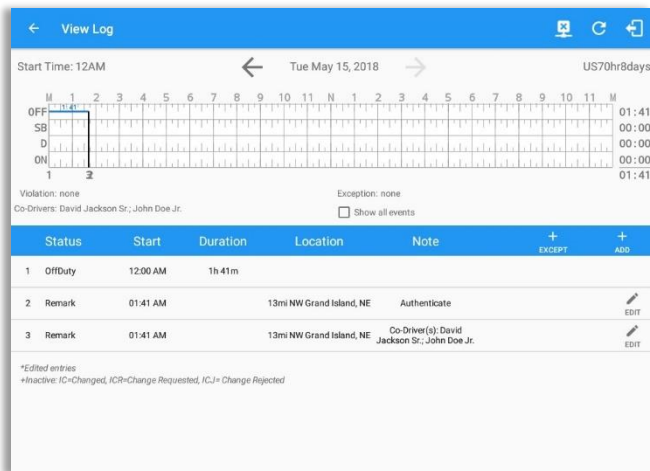 View Log
Start Time: 12AM Tue May 15, 2018 US70hr8days
M 1 2 3 4 5 6 7 8 9 10 11 N 1 2 3 4 5 6 7 8 9 10 11 M
OFF 1:41 01:41
SB 00:00
D 00:00
ON 00:00
1 01:41
Violation: none Exception: none
Co-Drivers: David Jackson Sr.; John Doe Jr. Show all events
Status Start Duration Location Note + EXCEPT + ADD
1 OffDuty 12:00 AM 1h 41m
2 Remark 01:41 AM 13mi NW Grand Island, NE Authenticate EDIT
3 Remark 01:41 AM 13mi NW Grand Island, NE Co-Driver(s): David
Jackson Sr.; John Doe Jr. EDIT
*Edited entries
+Inactive: IC=Changed, ICR=Change Requested, ICJ= Change Rejected